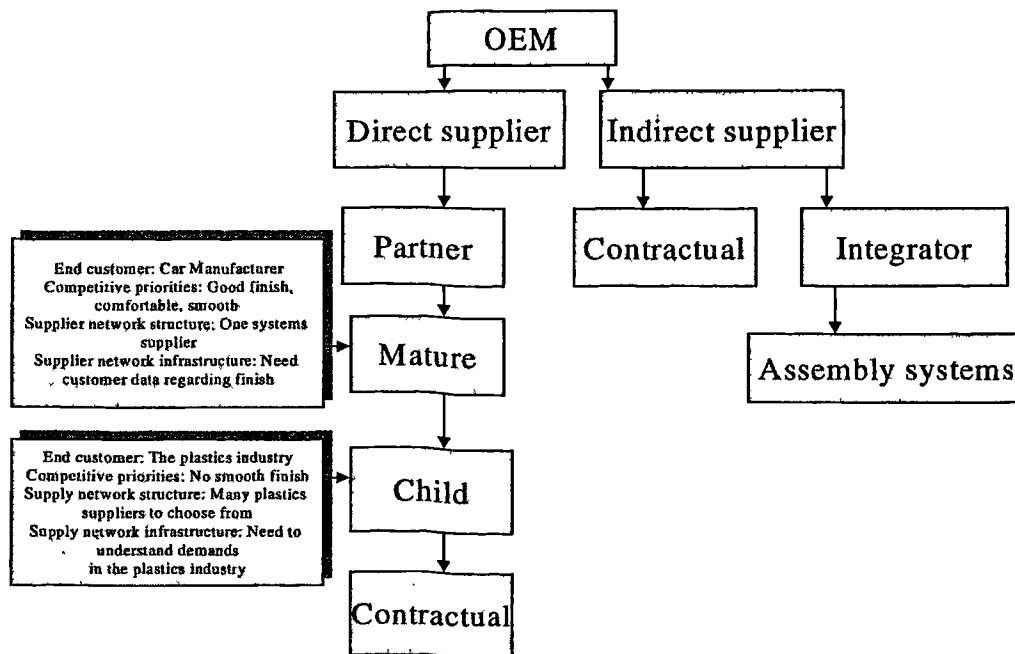 OEM
Direct supplier
Indirect supplier
Partner
Contractual
Integrator
End customer: Car Manufacturer
Competitive priorities: Good finish,
comfortable, smooth
Supplier network structure: One systems
supplier
Supplier network infrastructure: Need
customer data regarding finish
Mature
Assembly systems
End customer: The plastics industry
Competitive priorities: No smooth finish
Supply network structure: Many plastics
suppliers to choose from
Supply network infrastructure: Need to
understand demands
in the plastics industry
Child
Contractual